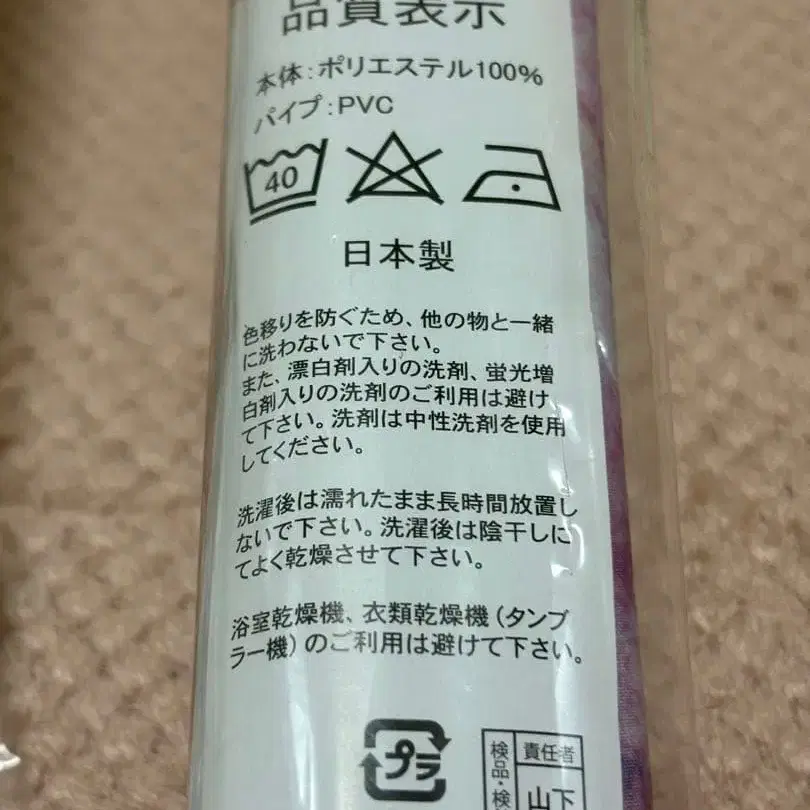 品質表示
本体:ポリエステル100%
パイプ:PVC
40
日本製
色移りを防ぐため、他の物と一緒
に洗わないで下さい。
また、漂白剤入りの洗剤、蛍光増
白剤入りの洗剤のご利用は避け
て下さい。洗剤は中性洗剤を使用
してください。
洗濯後は濡れたまま長時間放置し
ないで下さい。洗濯後は陰干しに
てよく乾燥させて下さい。
浴室乾燥機、衣類乾燥機(タンブ
ラー機)のご利用は避けて下さい。
プラ
検品・検
責任者
山下